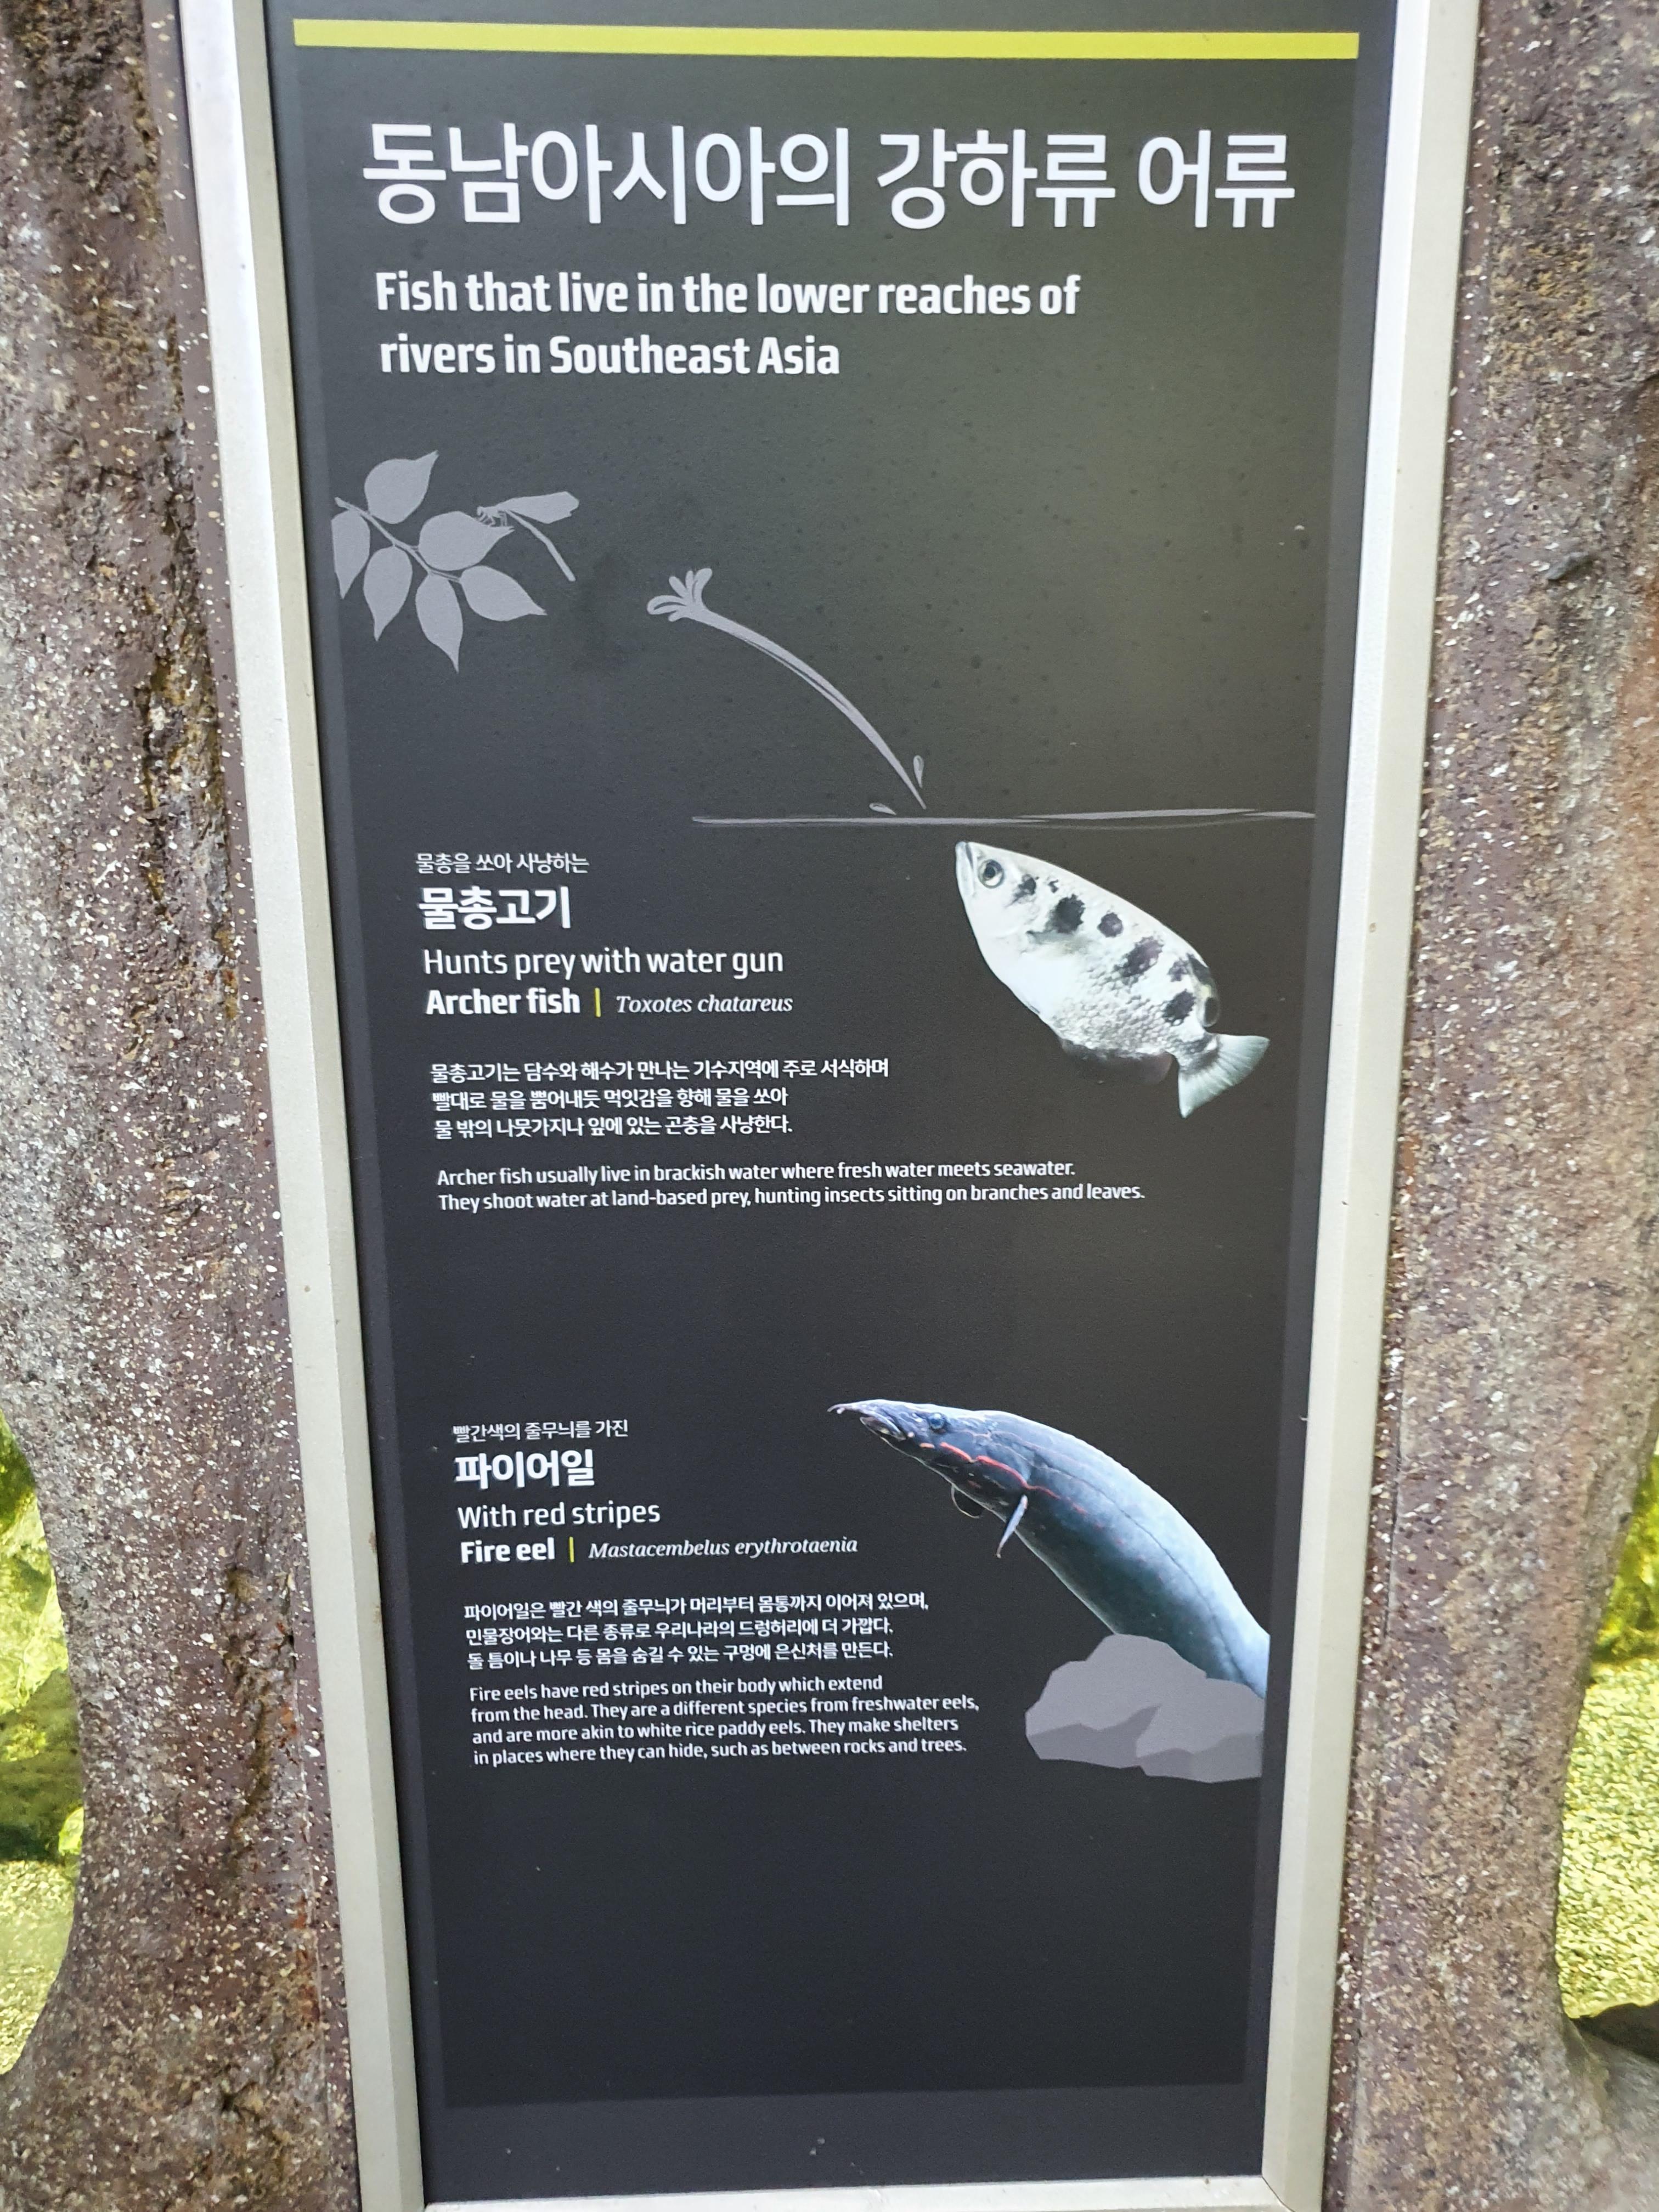 동남아시아의 강하류 어류
Fish that live in the lower reaches of
rivers in Southeast Asia
물총을 쏘아 사냥하는
물총고기
Hunts prey with water gun
Archer fish | Toxotes chatareus
물총고기는 담수와 해수가 만나는 기수지역에 주로 서식하며
빨대로 물을 뿜어내듯 먹잇감을 향해 물을 쏘아
물 밖의 나뭇가지나 잎에 있는 곤충을 사냥한다.
Archer fish usually live in brackish water where fresh water meets seawater.
They shoot water at land-based prey, hunting insects sitting on branches and leaves.
빨간색의 줄무늬를 가진
파이어일
With red stripes
Fire eel | Mastacembelus erythrotaenia
파이어일은 빨간 색의 줄무늬가 머리부터 몸통까지 이어져 있으며,
민물장어와는 다른 종류로 우리나라의 드렁허리에 더 가깝다.
돌 틈이나 나무 등 몸을 숨길 수 있는 구멍에 은신처를 만든다.
Fire eels have red stripes on their body which extend
from the head. They are a different species from freshwater eels,
and are more akin to white rice paddy eels. They make shelters
in places where they can hide, such as between rocks and trees.